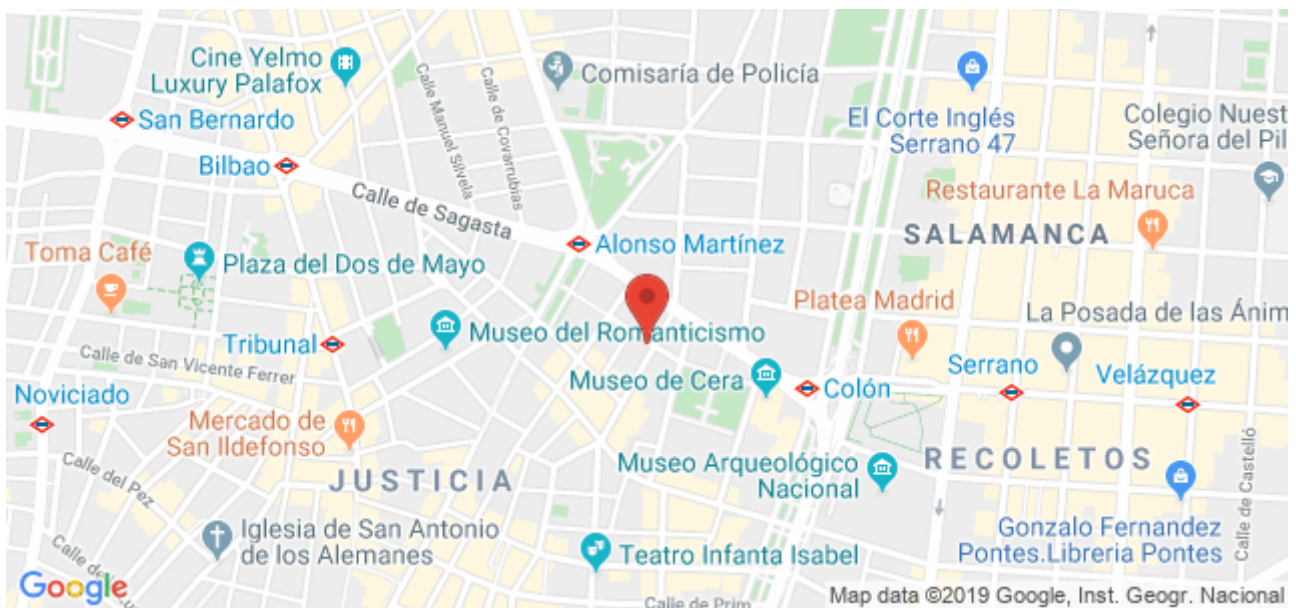 Cine Yelmo
Luxury Palafox
Calle Manuel Silvela
Calle de Covarrubias
Comisaría de Policía
El Corte Inglés
Serrano 47
Colegio Nuest
Señora del Pil
San Bernardo
Bilbao
Calle de Sagasta
Restaurante La Maruca
Alonso Martínez
SALAMANCA
Toma Café
Plaza del Dos de Mayo
Platea Madrid
La Posada de las Ánim
Museo del Romanticismo
Tribunal
Calle de San Vicente Ferrer
Museo de Cera
Colón
Serrano
Velázquez
Noviciado
Mercado de
San Ildefonso
JUSTICIA
Museo Arqueológico
Nacional
RECOLETOS
Calle de Castelló
Calle del Pez
Iglesia de San Antonio
de los Alemanes
Teatro Infanta Isabel
Gonzalo Fernandez
Pontes.Libreria Pontes
Calle de
Calle de Prim
Google
Map data ©2019 Google, Inst. Geogr. Nacional